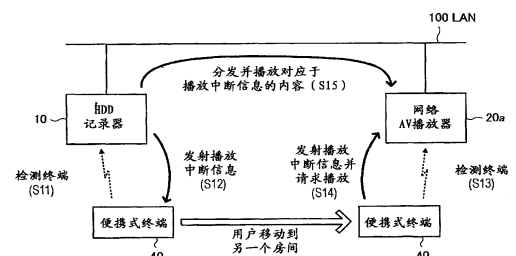 100 LAN
分发并播放对应于
播放中断信息的内容（S15）
10
HDD
记录器
网络
AV播放器
20a
发射播放
中断信息
(S12)
发射播放
中断信息并
请求播放
(S14)
检测终端
(S11)
检测终端
(S13)
便携式终端
便携式终端
用户移动到
另一个房间